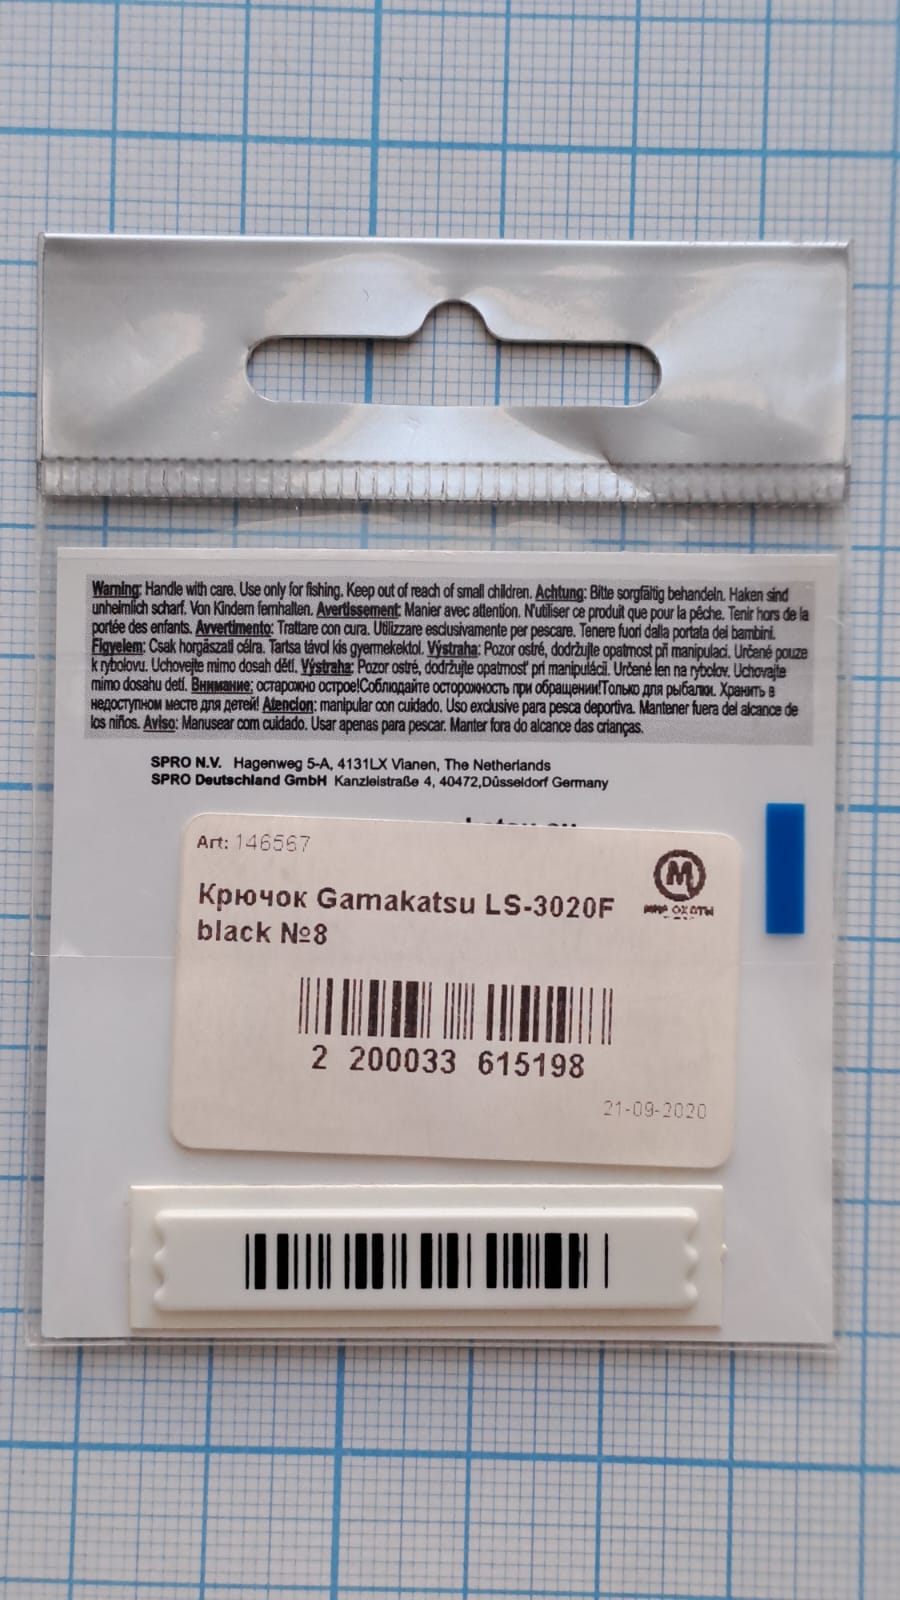 Warning: Handle with care. Use only for fishing. Keep out of reach of small children. Achtung: Bitte sorgfältig behandeln. Haken sind
unheimlich scharf. Von Kindern fernhalten. Avertissement: Manier avec attention. N'utiliser ce produit que pour la pêche. Tenir hors de la
portée des enfants. Avvertimento: Trattare con cura. Utilizzare esclusivamente per pescare. Tenere fuori dalla portata dei bambini.
Figyelem: Csak horgászati célra. Tartsa távol kis gyermekektol. Výstraha: Pozor ostré, dodržujte opatrnost při manipulaci. Určené pouze
k rybolovu. Uchovejte mimo dosah dětí. Výstraha: Pozor ostré, dodržujte opatrnosť pri manipulácii. Určené len na rybolov. Uchovajte
mimo dosahu detí. Внимание: остарожно острое!Соблюдайте осторожность при обращении!Только для рыбалки. Хранить в
недоступном месте для детей! Atencion: manipular con cuidado. Uso exclusive para pesca deportiva. Mantener fuera del alcance de
los niños. Aviso: Manusear com cuidado. Usar apenas para pescar. Manter fora do alcance das crianças.
SPRO N.V. Hagenweg 5-A, 4131LX Vianen, The Netherlands
SPRO Deutschland GmbH Kanzleistraße 4, 40472,Düsseldorf Germany
Art: 146567
Крючок Gamakatsu LS-3020F
black №8
М
МИР ОХОТЫ
2 200033 615198
21-09-2020